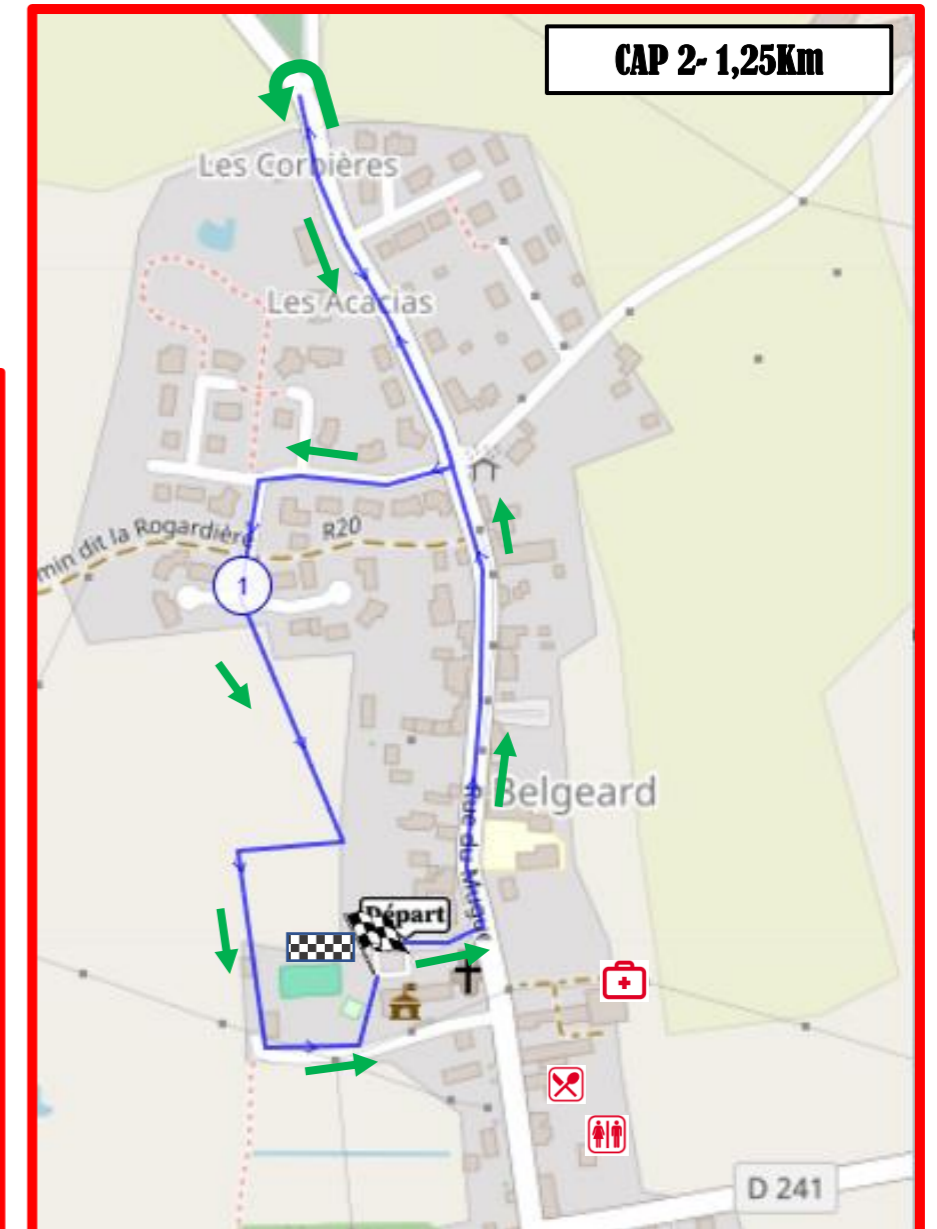 CAP 2- 1,25Km
Les Corbières
Les Acacias
min dit la Rogardière
R20
1
Belgeard
Rue du Mug
Départ
D 241